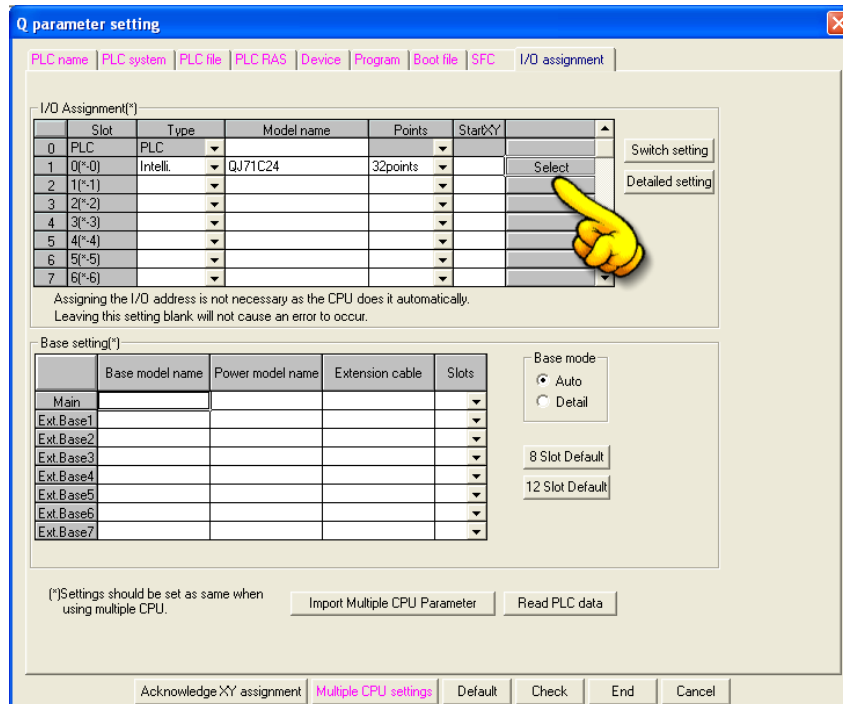 Q parameter setting
PLC name PLC system PLC file PLC RAS Device Program Boot file SFC I/O assignment
I/O Assignment(*)
Slot Type Model name Points StartXY
0 PLC PLC
1 0(*-0) Intelli. QJ71C24 32points Select
2 1(*-1)
3 2(*-2)
4 3(*-3)
5 4(*-4)
6 5(*-5)
7 6(*-6)
Switch setting
Detailed setting
Assigning the I/O address is not necessary as the CPU does it automatically.
Leaving this setting blank will not cause an error to occur.
Base setting(*)
Base model name Power model name Extension cable Slots
Main
Ext.Base1
Ext.Base2
Ext.Base3
Ext.Base4
Ext.Base5
Ext.Base6
Ext.Base7
Base mode
Auto
Detail
8 Slot Default
12 Slot Default
(*)Settings should be set as same when
using multiple CPU.
Import Multiple CPU Parameter Read PLC data
Acknowledge XY assignment Multiple CPU settings Default Check End Cancel